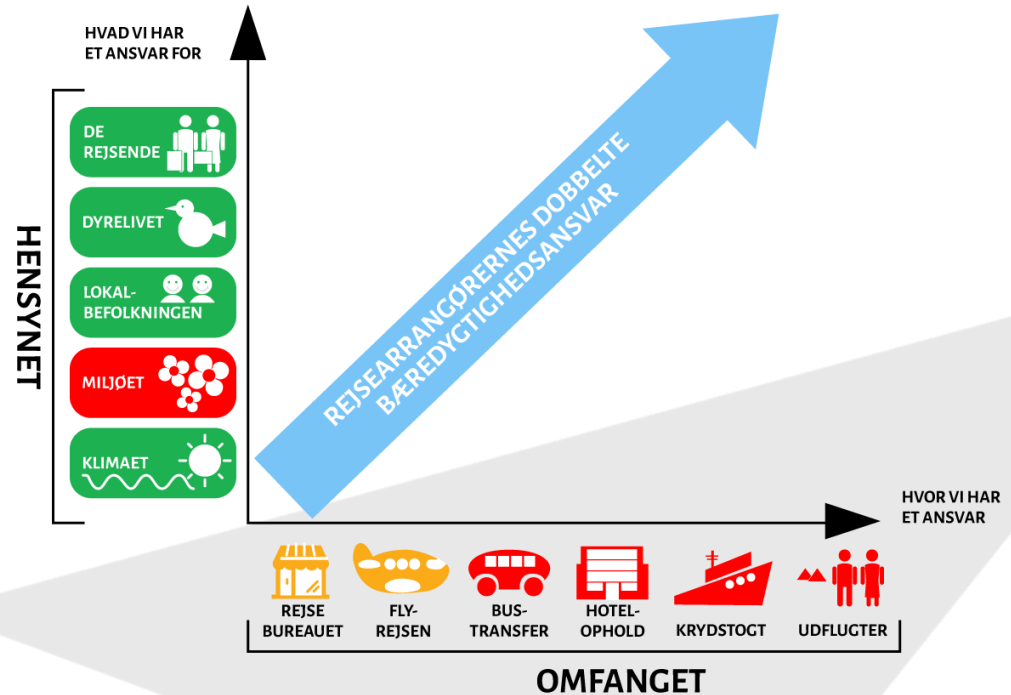 HVAD VI HAR
ET ANSVAR FOR
HENSYNET
DE
REJSENDE
DYRELIVET
LOKAL-
BEFOLKNINGEN
MILJØET
KLIMAET
REJSEARRANGØRERNES DOBBELTE
BÆREDYGTIGHEDSANSVAR
HVOR VI HAR
ET ANSVAR
REJSE
BUREAUET
FLY-
REJSEN
BUS-
TRANSFER
HOTEL-
OPHOLD
KRYDSTOGT
UDFLUGTER
OMFANGET